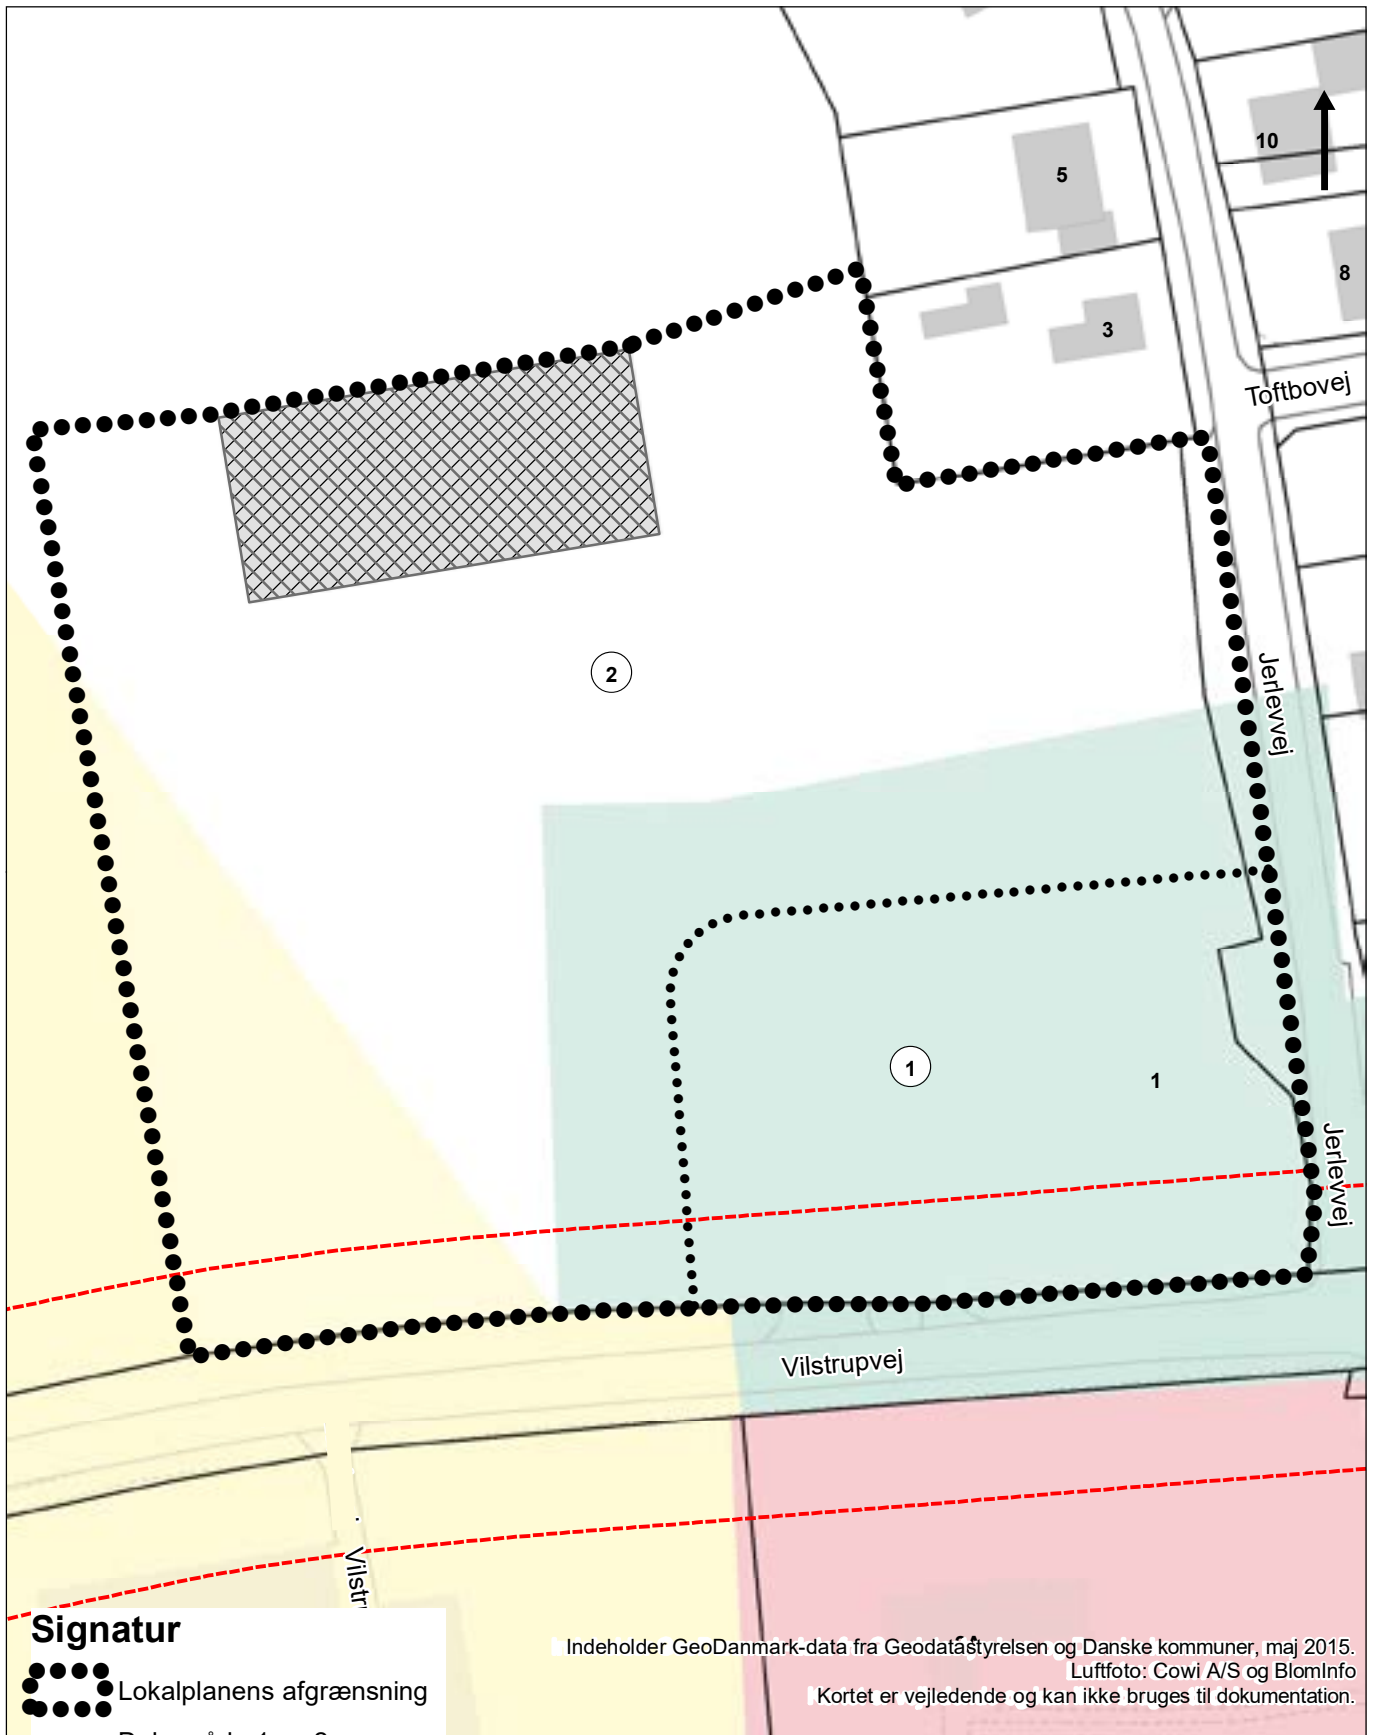 10
5
8
3
Toftbovej
2
Jerlevvej
1
1
Jerlevvej
Vilstrupvej
Vilstr
Signatur
Indeholder GeoDanmark-data fra Geodatastyrelsen og Danske kommuner, maj 2015.
Luftfoto: Cowi A/S og BlomInfo
Lokalplanens afgrænsning
Kortet er vejledende og kan ikke bruges til dokumentation.